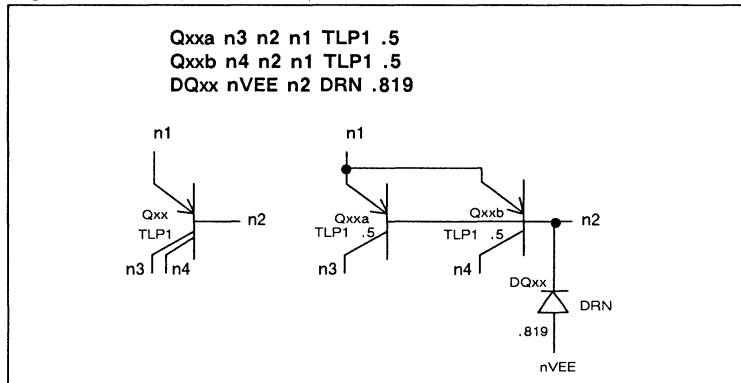 Qxxa n3 n2 n1 TLP1 .5
Qxxb n4 n2 n1 TLP1 .5
DQxx nVEE n2 DRN .819
n1
n1
Qxx
n2
Qxxa
Qxxb
n2
TLP1
TLP1 .5
TLP1 .5
n3 n4
n3
n4
DQxx
DRN
.819
nVEE